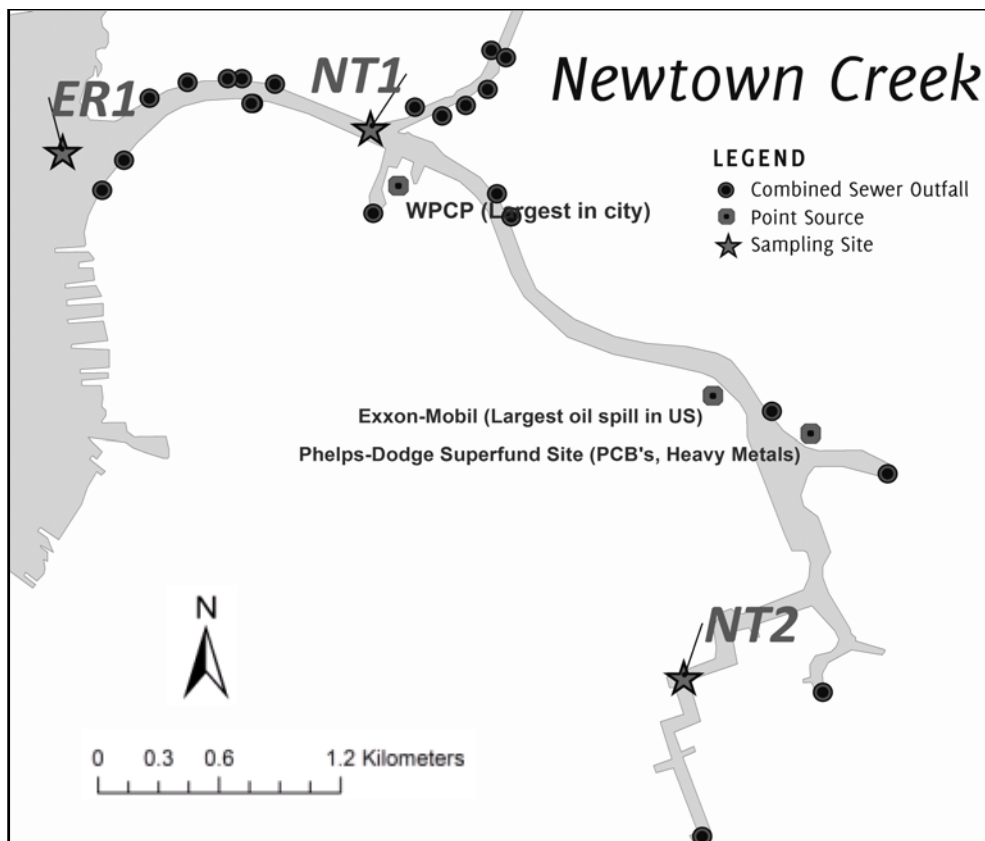 Newtown Creek
ER1
NT1
LEGEND
Combined Sewer Outfall
Point Source
Sampling Site
WPCP (Largest in city)
Exxon-Mobil (Largest oil spill in US)
Phelps-Dodge Superfund Site (PCB's, Heavy Metals)
NT2
N
0 0.3 0.6 1.2 Kilometers